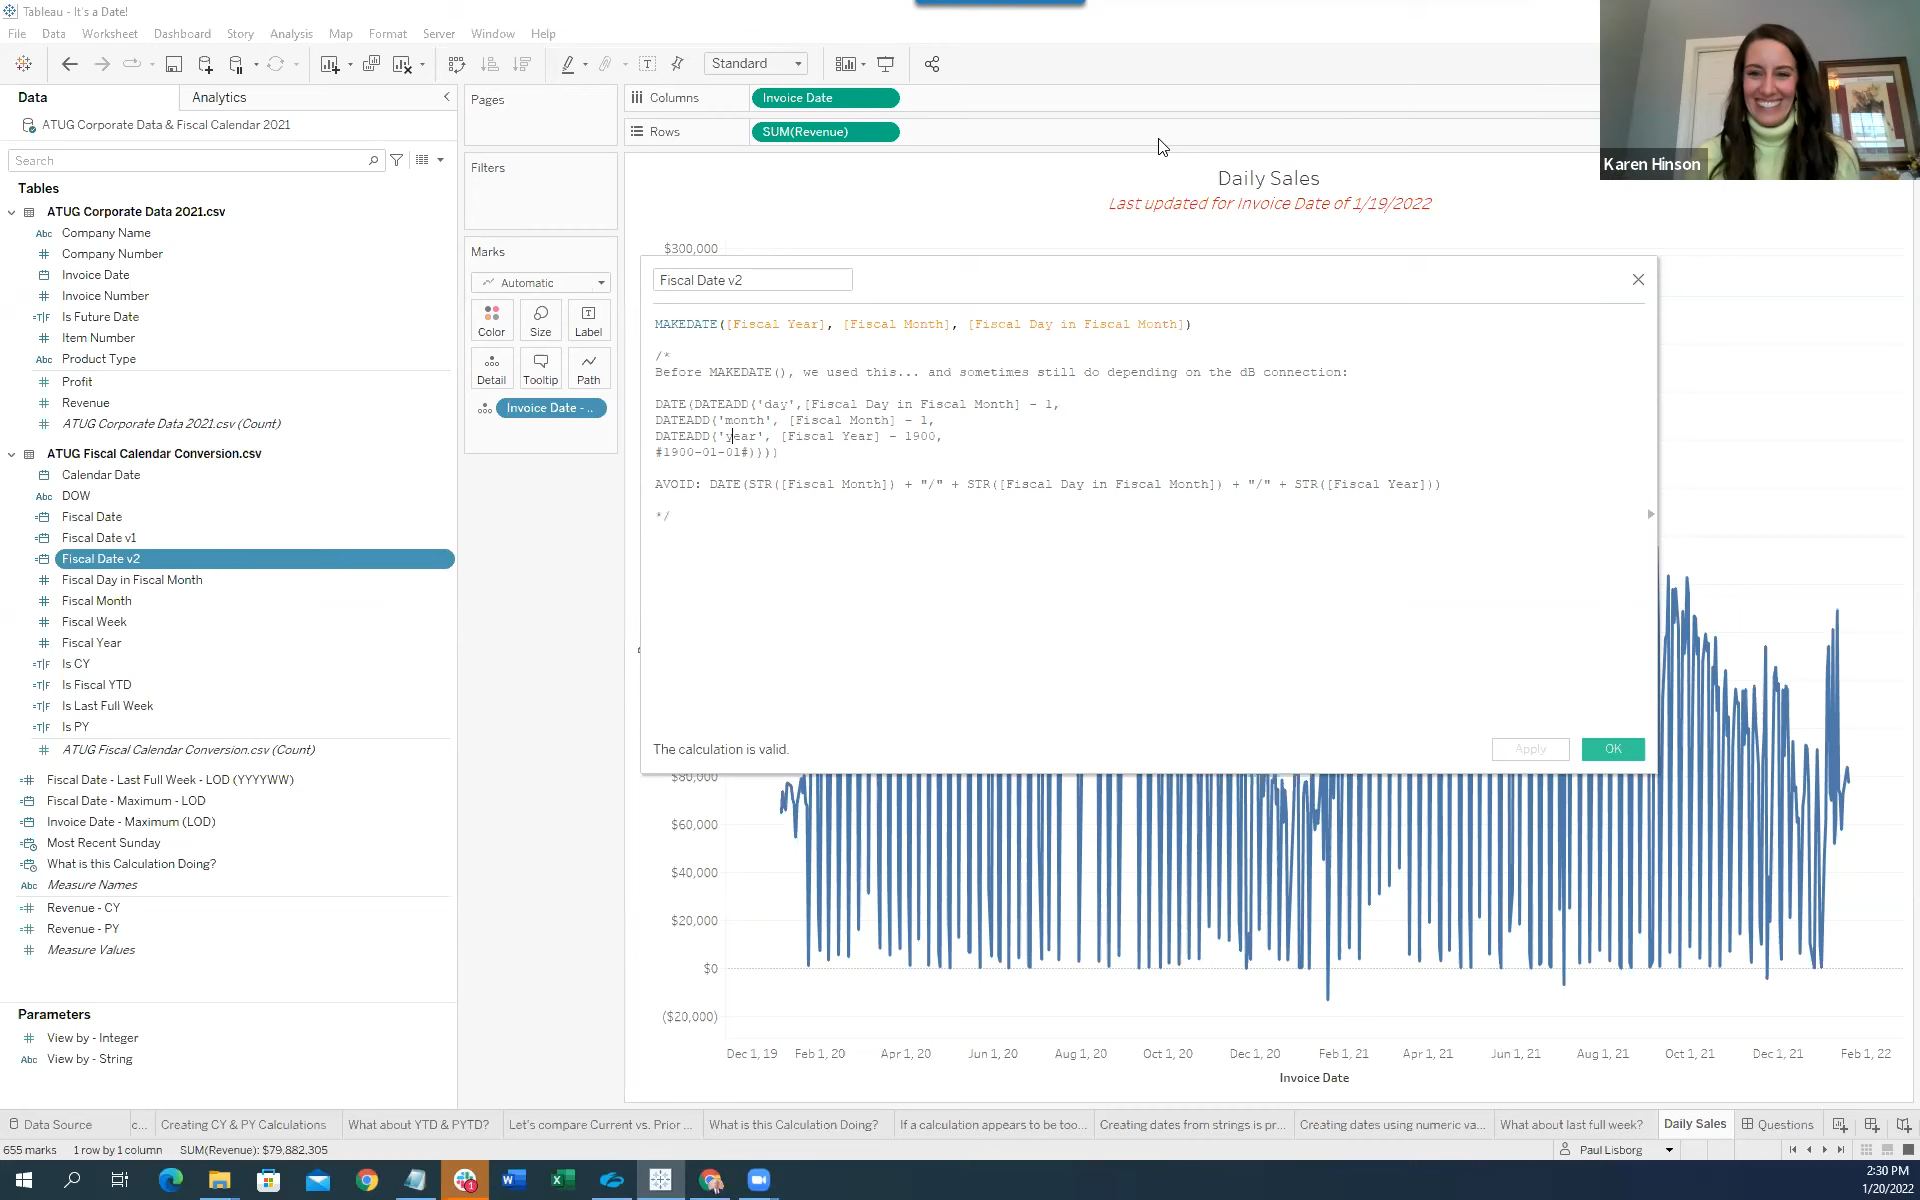 Tableau - It's a Date!
File Data Worksheet Dashboard Story Analysis Map Format Server Window Help
Standard
Data Analytics
ATUG Corporate Data & Fiscal Calendar 2021
Search
Tables
ATUG Corporate Data 2021.csv
Abc Company Name
# Company Number
Invoice Date
# Invoice Number
=T|F Is Future Date
# Item Number
Abc Product Type
# Profit
# Revenue
ATUG Corporate Data 2021.csv (Count)
ATUG Fiscal Calendar Conversion.csv
Calendar Date
Abc DOW
Fiscal Date
Fiscal Date v1
Fiscal Date v2
# Fiscal Day in Fiscal Month
# Fiscal Month
# Fiscal Week
# Fiscal Year
=T|F Is CY
=T|F Is Fiscal YTD
=T|F Is Last Full Week
=T|F Is PY
# ATUG Fiscal Calendar Conversion.csv (Count)
=# Fiscal Date - Last Full Week - LOD (YYYYWW)
Fiscal Date - Maximum - LOD
Invoice Date - Maximum (LOD)
Most Recent Sunday
What is this Calculation Doing?
Abc Measure Names
=# Revenue - CY
=# Revenue - PY
# Measure Values
Parameters
# View by - Integer
Abc View by - String
Pages
Filters
Marks
Automatic
Color Size Label
Detail Tooltip Path
Invoice Date - ..
Columns Invoice Date
Rows SUM(Revenue)
Daily Sales
Last updated for Invoice Date of 1/19/2022
$300,000
Fiscal Date v2
MAKEDATE([Fiscal Year], [Fiscal Month], [Fiscal Day in Fiscal Month])
/*
Before MAKEDATE(), we used this... and sometimes still do depending on the dB connection:
DATE(DATEADD('day',[Fiscal Day in Fiscal Month] - 1,
DATEADD('month', [Fiscal Month] - 1,
DATEADD('year', [Fiscal Year] - 1900,
#1900-01-01#))))
AVOID: DATE(STR([Fiscal Month]) + "/" + STR([Fiscal Day in Fiscal Month]) + "/" + STR([Fiscal Year]))
*/
The calculation is valid.
Apply OK
$80,000
$60,000
$40,000
$20,000
$0
($20,000)
Dec 1, 19 Feb 1, 20 Apr 1, 20 Jun 1, 20 Aug 1, 20 Oct 1, 20 Dec 1, 20 Feb 1, 21 Apr 1, 21 Jun 1, 21 Aug 1, 21 Oct 1, 21 Dec 1, 21 Feb 1, 22
Invoice Date
Karen Hinson
Data Source c... Creating CY & PY Calculations What about YTD & PYTD? Let's compare Current vs. Prior ... What is this Calculation Doing? If a calculation appears to be too... Creating dates from strings is pr... Creating dates using numeric va... What about last full week? Daily Sales Questions
655 marks 1 row by 1 column SUM(Revenue): $79,882,305
Paul Lisborg
2:30 PM
1/20/2022